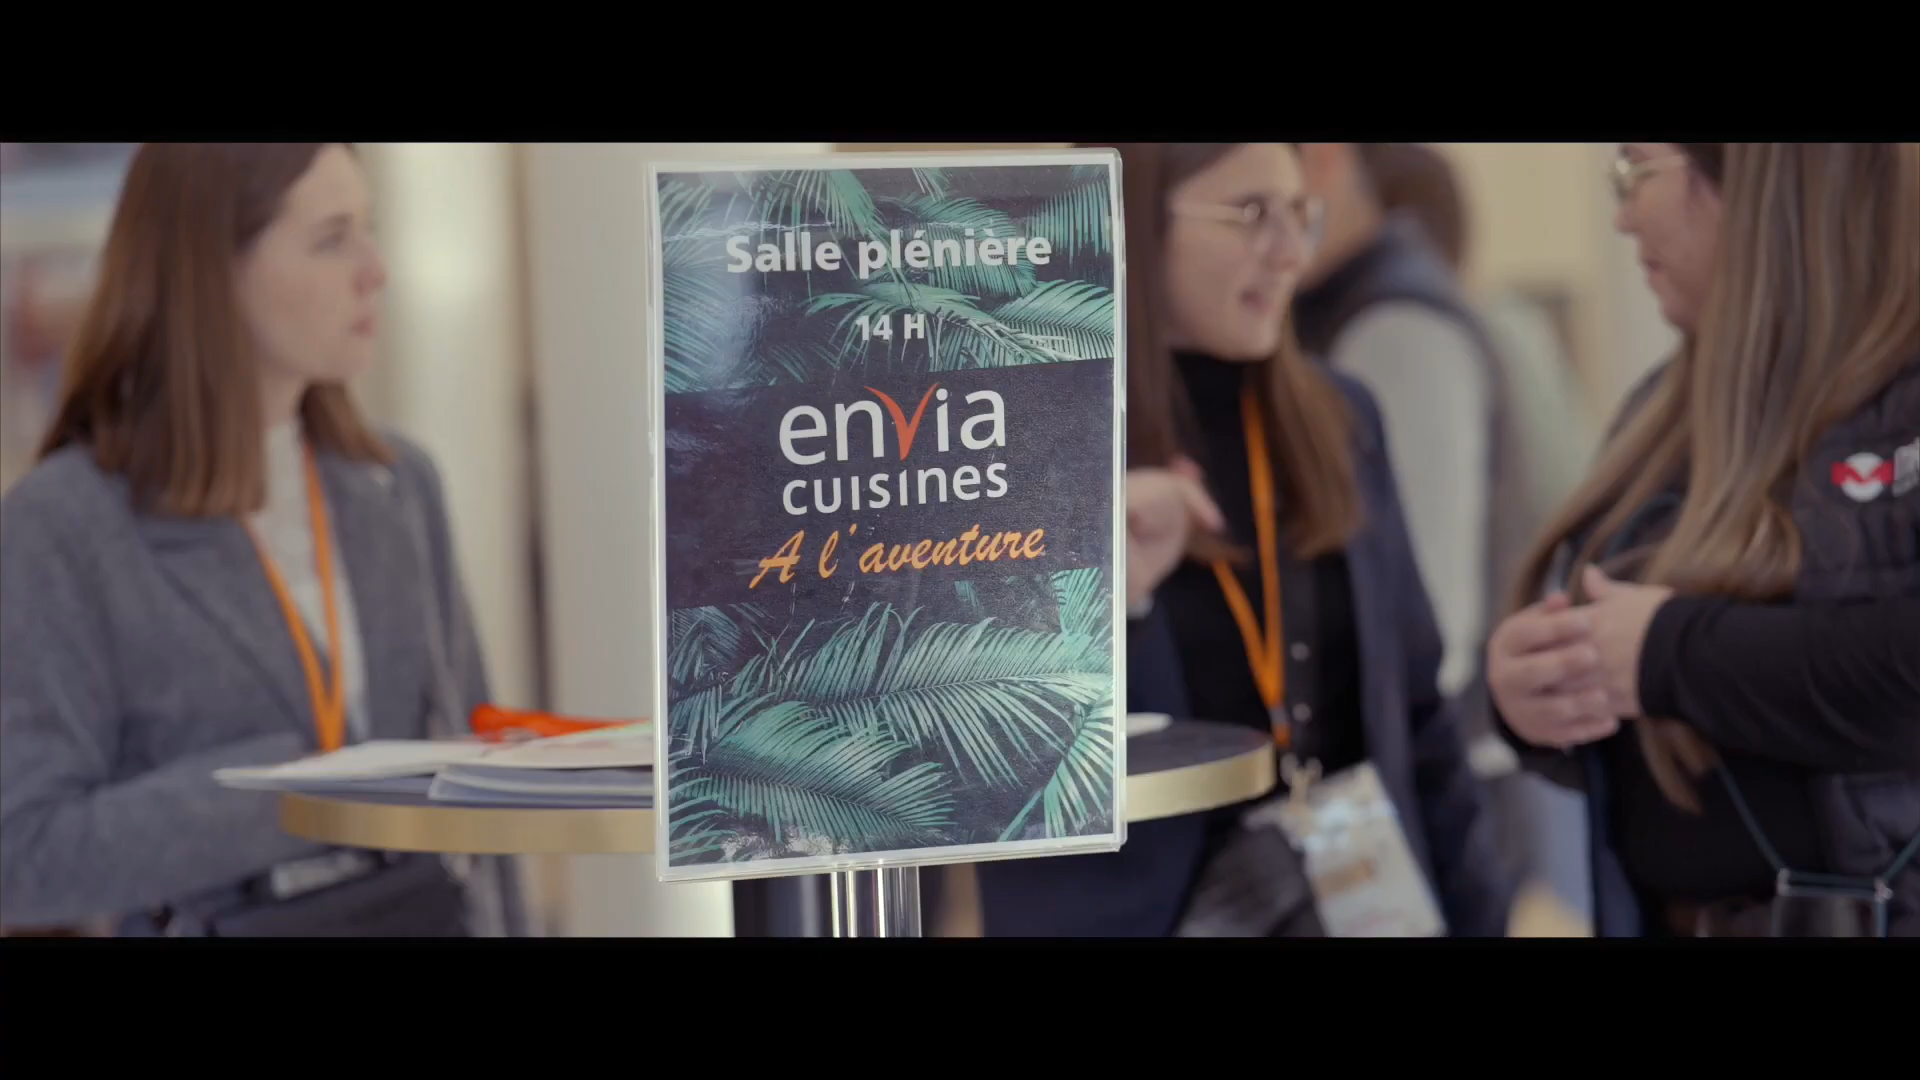 Salle plénière
14 H
envia
cuisines
A l'aventure